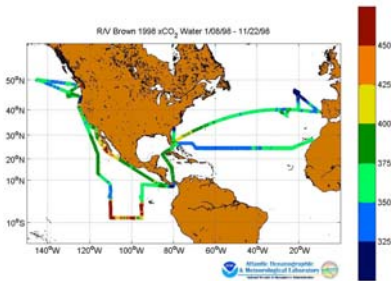 R/V Brown 1998 xCO2 Water 1/08/98 - 11/22/98
50°N
40°N
30°N
20°N
10°N
10°S
140°W 120°W 100°W 80°W 60°W 40°W 20°W
450
425
400
375
350
325
Atlantic Oceanographic
& Meteorological Laboratory